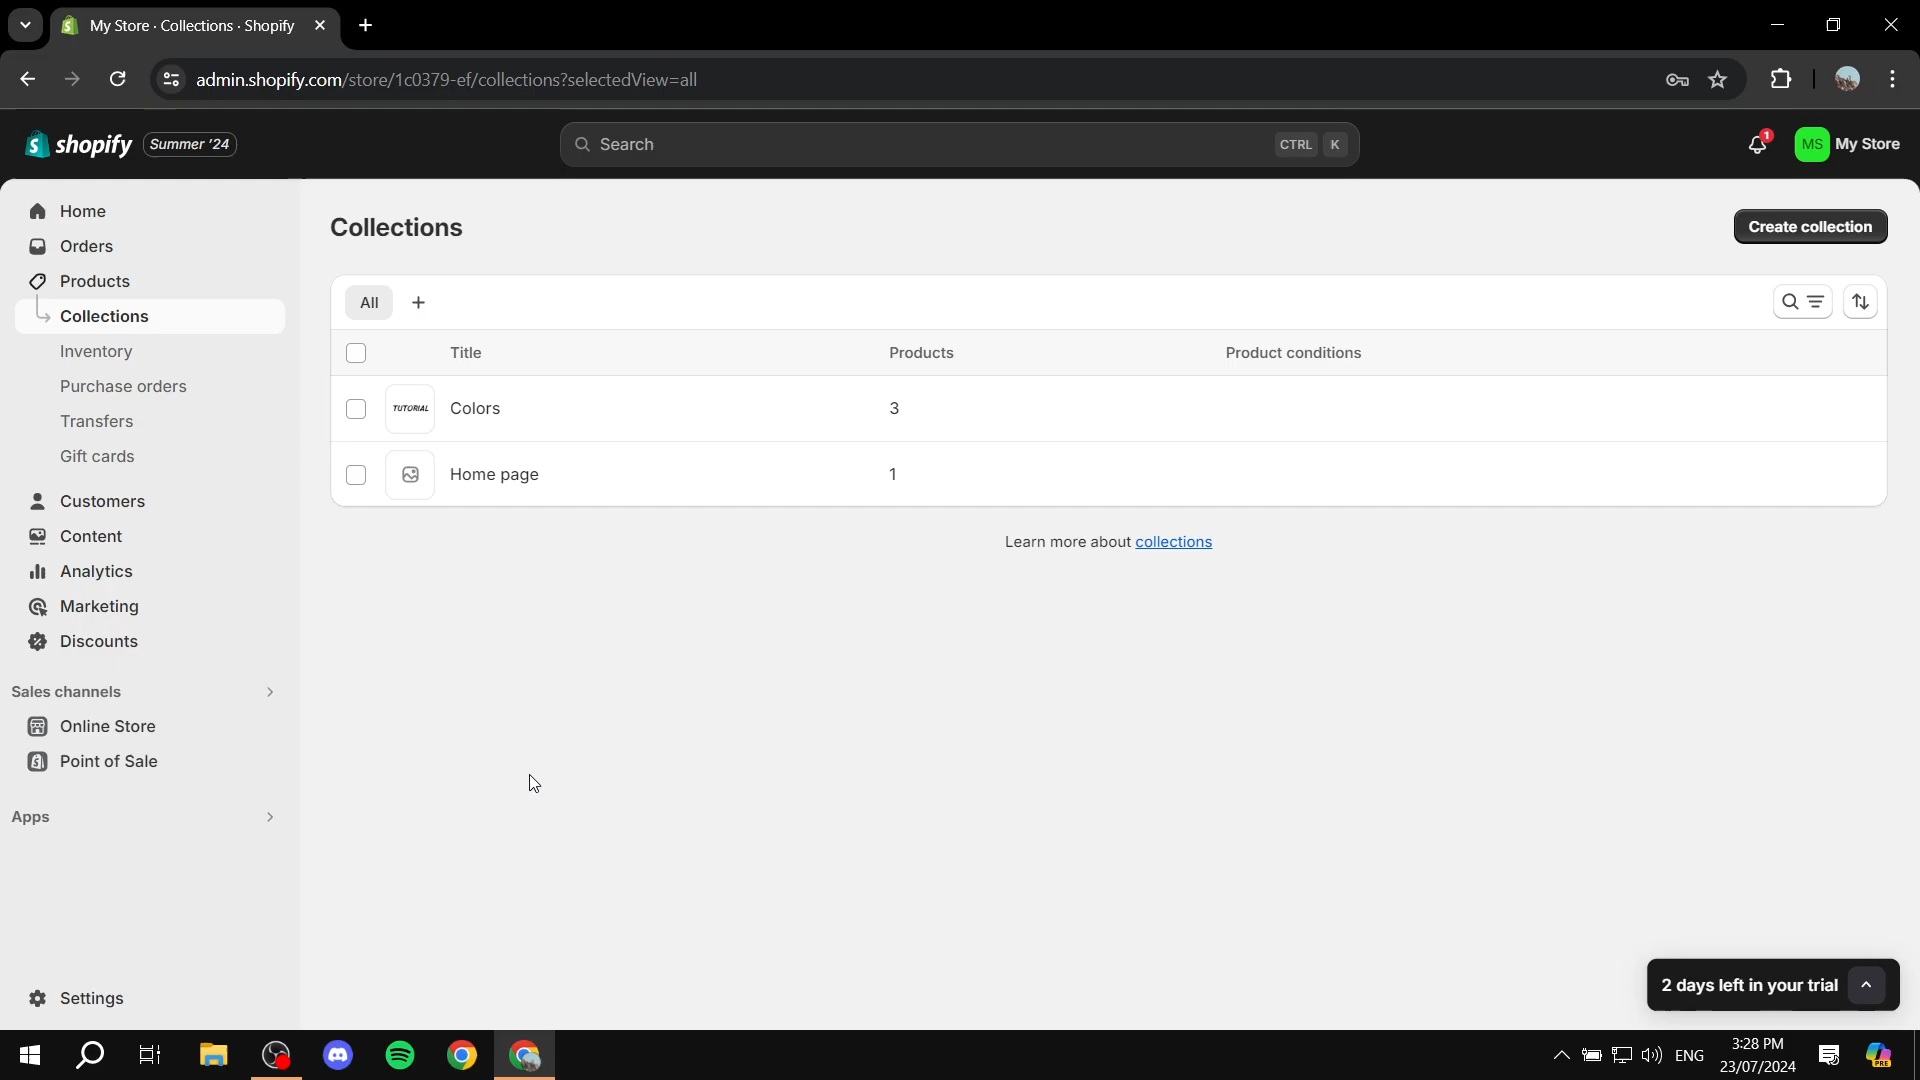 My Store · Collections · Shopify
admin.shopify.com/store/1c0379-ef/collections?selectedView=all
shopify Summer '24
Search CTRL K
1
MS My Store
Home
Orders
Products
Collections
Inventory
Purchase orders
Transfers
Gift cards
Customers
Content
Analytics
Marketing
Discounts
Sales channels
Online Store
Point of Sale
Apps
Settings
Collections
Create collection
All
Title Products Product conditions
TUTORIAL Colors 3
Home page 1
Learn more about collections
2 days left in your trial
ENG
3:28 PM
23/07/2024
PRE